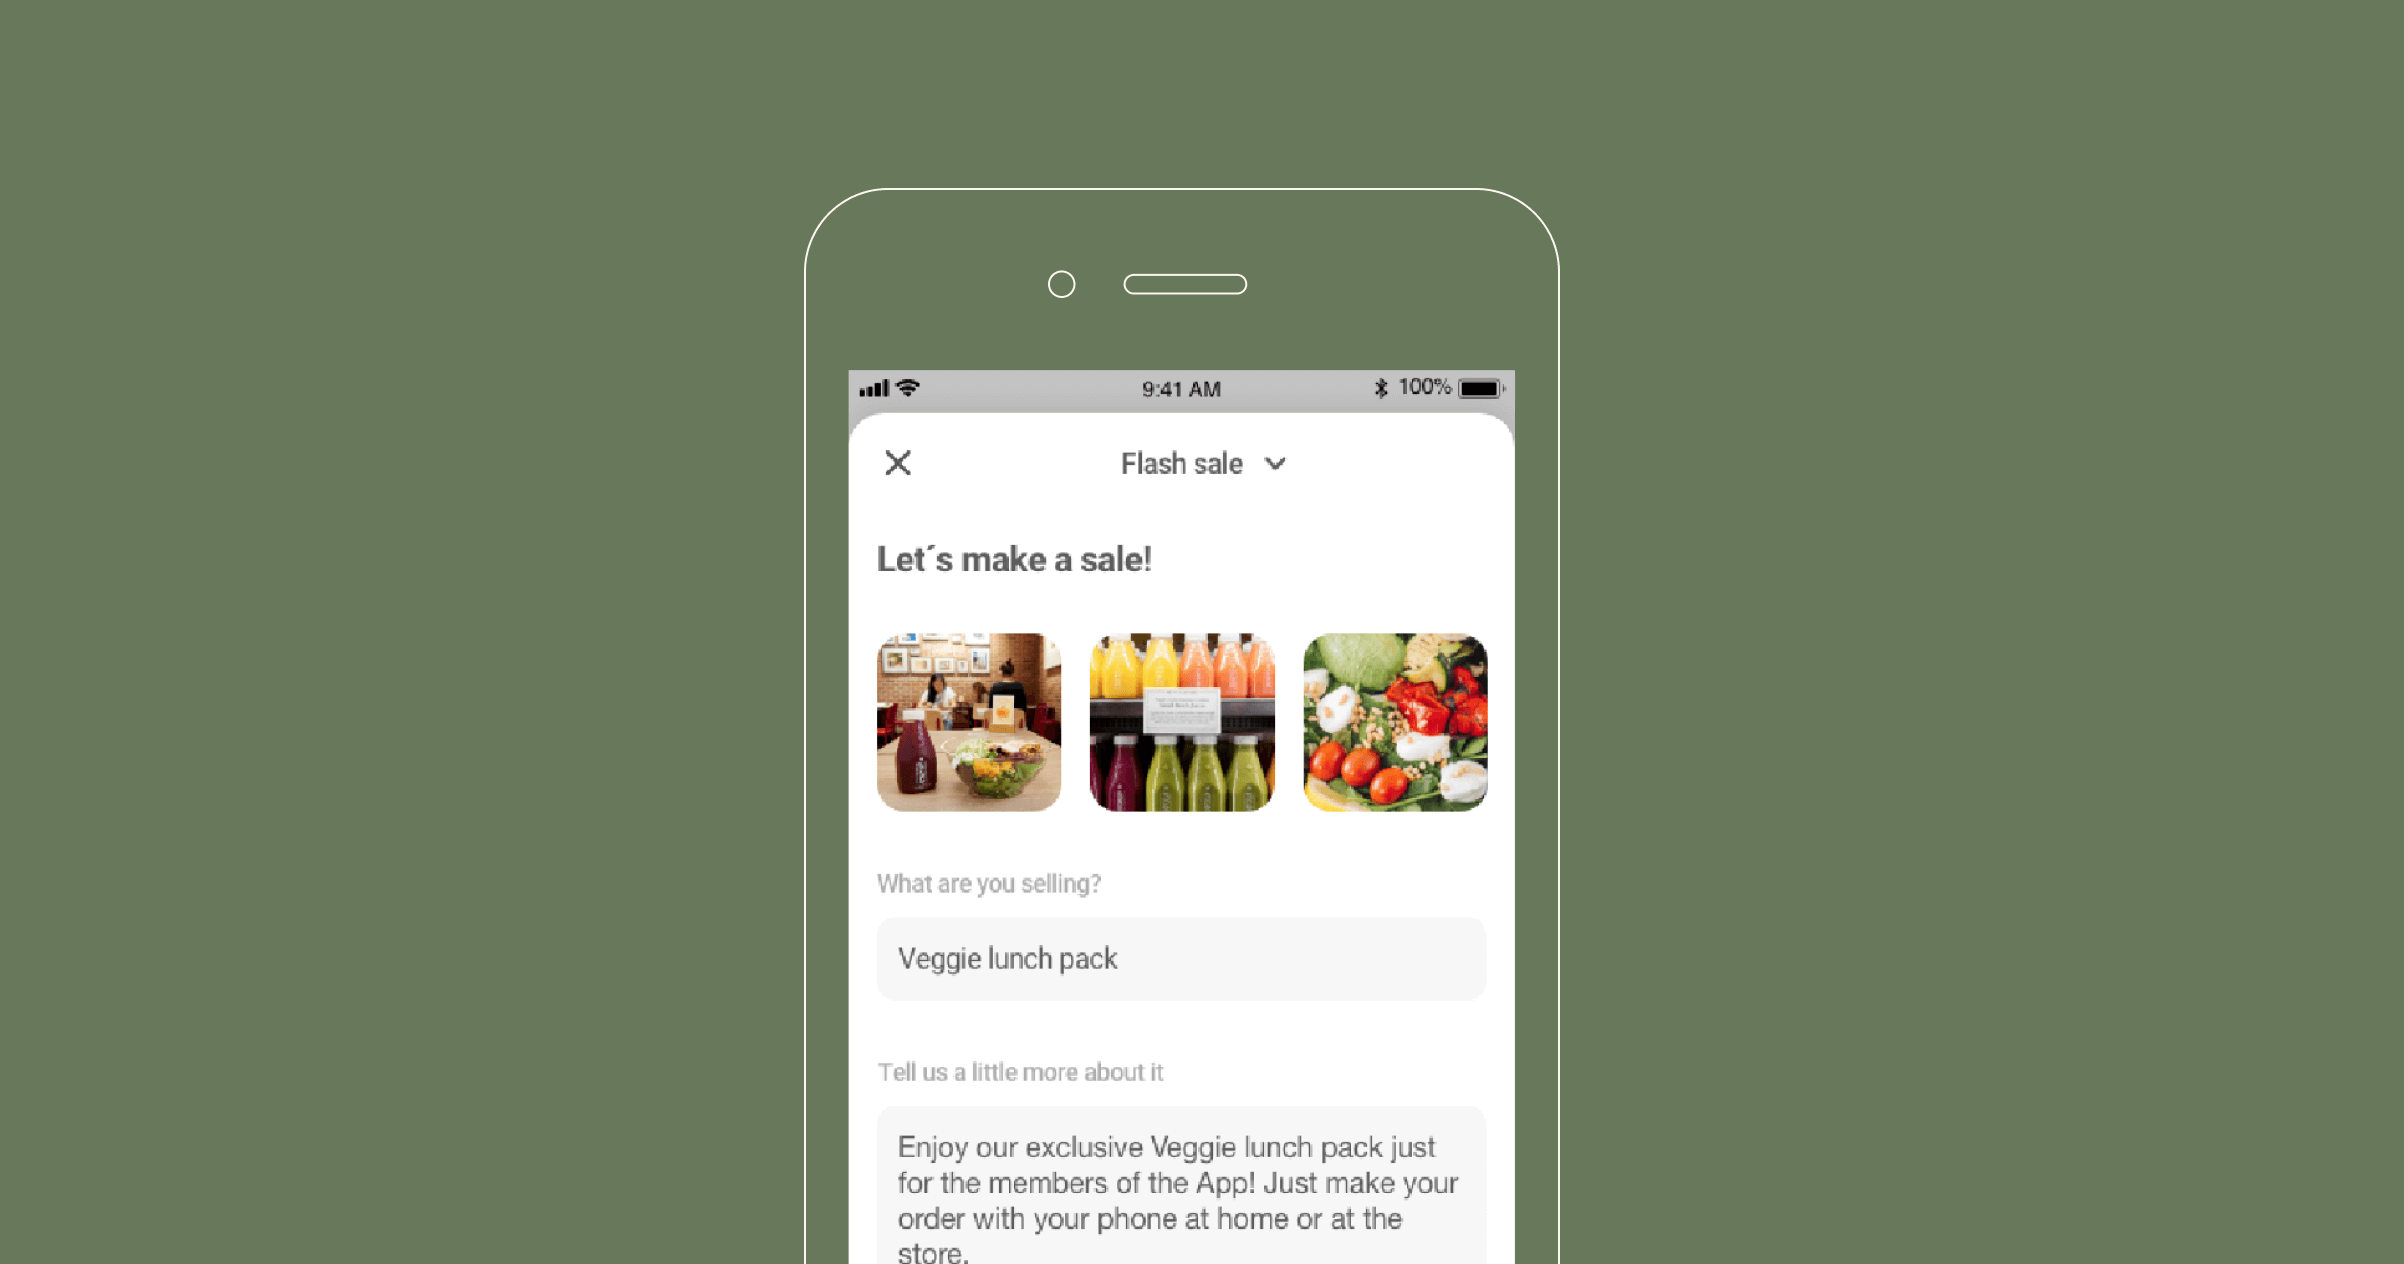 9:41 AM
100%
Flash sale
Let´s make a sale!
What are you selling?
Veggie lunch pack
Tell us a little more about it
Enjoy our exclusive Veggie lunch pack just
for the members of the App! Just make your
order with your phone at home or at the
store.